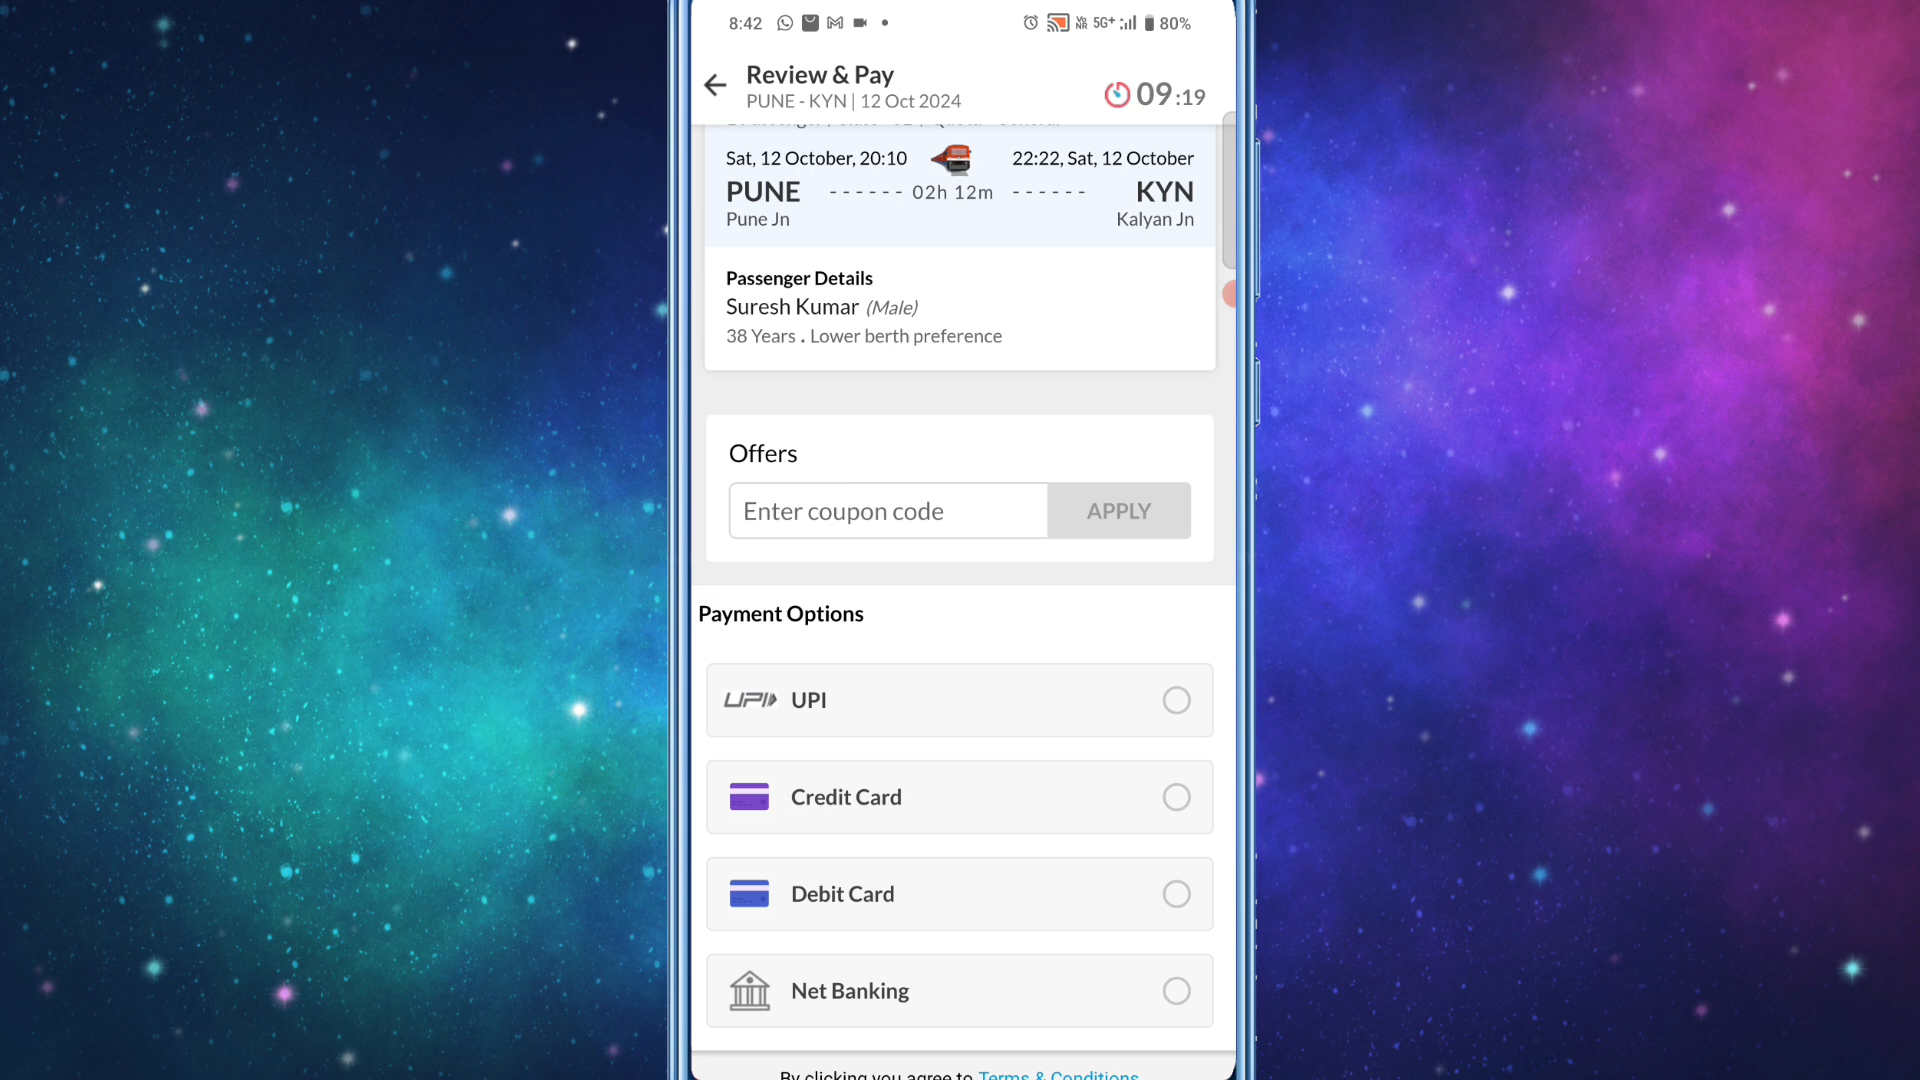 8:42 5G+ 80%
Review & Pay
PUNE - KYN | 12 Oct 2024
09:19
Sat, 12 October, 20:10 22:22, Sat, 12 October
PUNE - - - - - - 02h 12m - - - - - - KYN
Pune Jn Kalyan Jn
Passenger Details
Suresh Kumar (Male)
38 Years . Lower berth preference
Offers
Enter coupon code APPLY
Payment Options
UPI UPI
Credit Card
Debit Card
Net Banking
By clicking you agree to Terms & Conditions